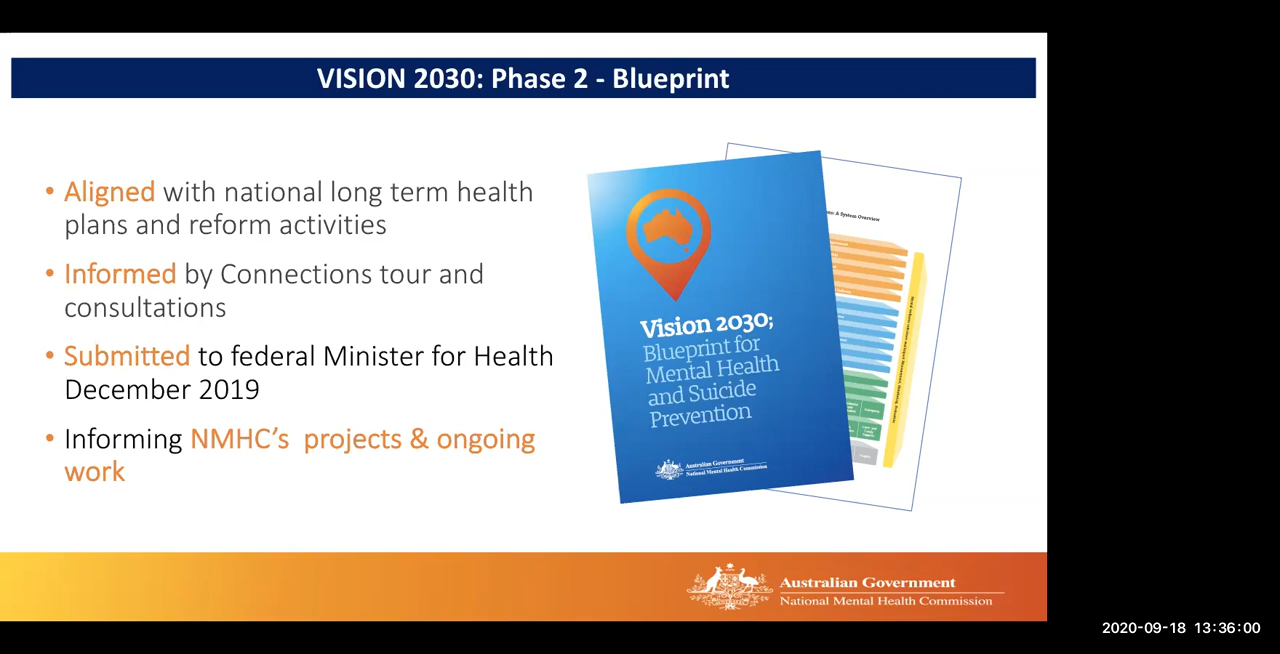 VISION 2030: Phase 2 - Blueprint
• Aligned with national long term health
plans and reform activities
• Informed by Connections tour and
consultations
• Submitted to federal Minister for Health
December 2019
• Informing NMHC’s projects & ongoing
work
A System Overview
Vision 2030;
Blueprint for
Mental Health
and Suicide
Prevention
Australian Government
National Mental Health Commission
Australian Government
National Mental Health Commission
2020-09-18 13:36:00